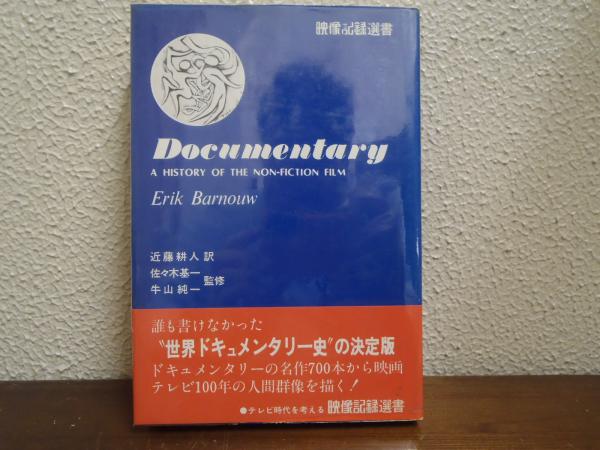 映像記録選書
Documentary
A HISTORY OF THE NON-FICTION FILM
Erik Barnouw
近藤耕人 訳
佐々木基一
牛山純一 監修
誰も書けなかった
〝世界ドキュメンタリー史〟の決定版
ドキュメンタリーの名作700本から映画
テレビ100年の人間群像を描く!
●テレビ時代を考える 映像記録選書